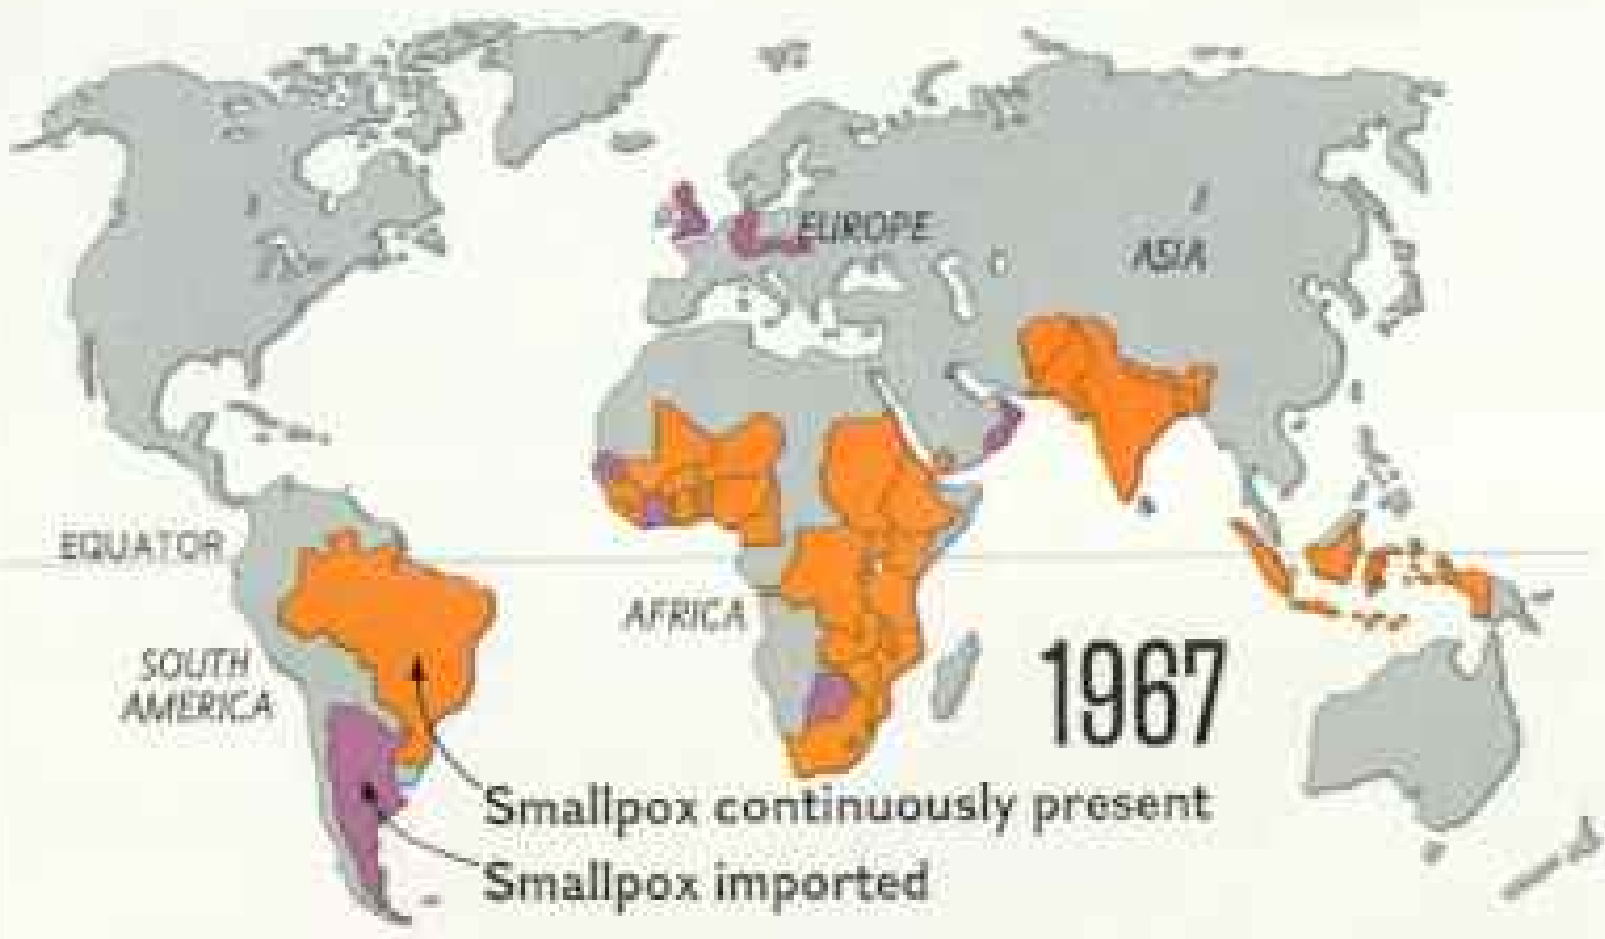 EUROPE
ASIA
EQUATOR
AFRICA
SOUTH
AMERICA
1967
Smallpox continuously present
Smallpox imported